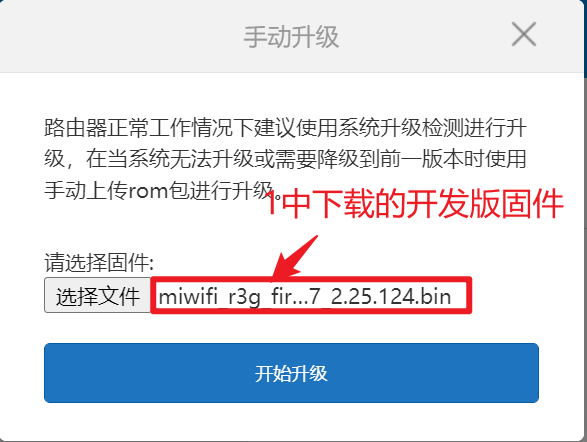 手动升级
路由器正常工作情况下建议使用系统升级检测进行升
级，在当系统无法升级或需要降级到前一版本时使用
手动上传rom包进行升级。
1中下载的开发版固件
请选择固件:
选择文件 miwifi_r3g_fir...7_2.25.124.bin
开始升级